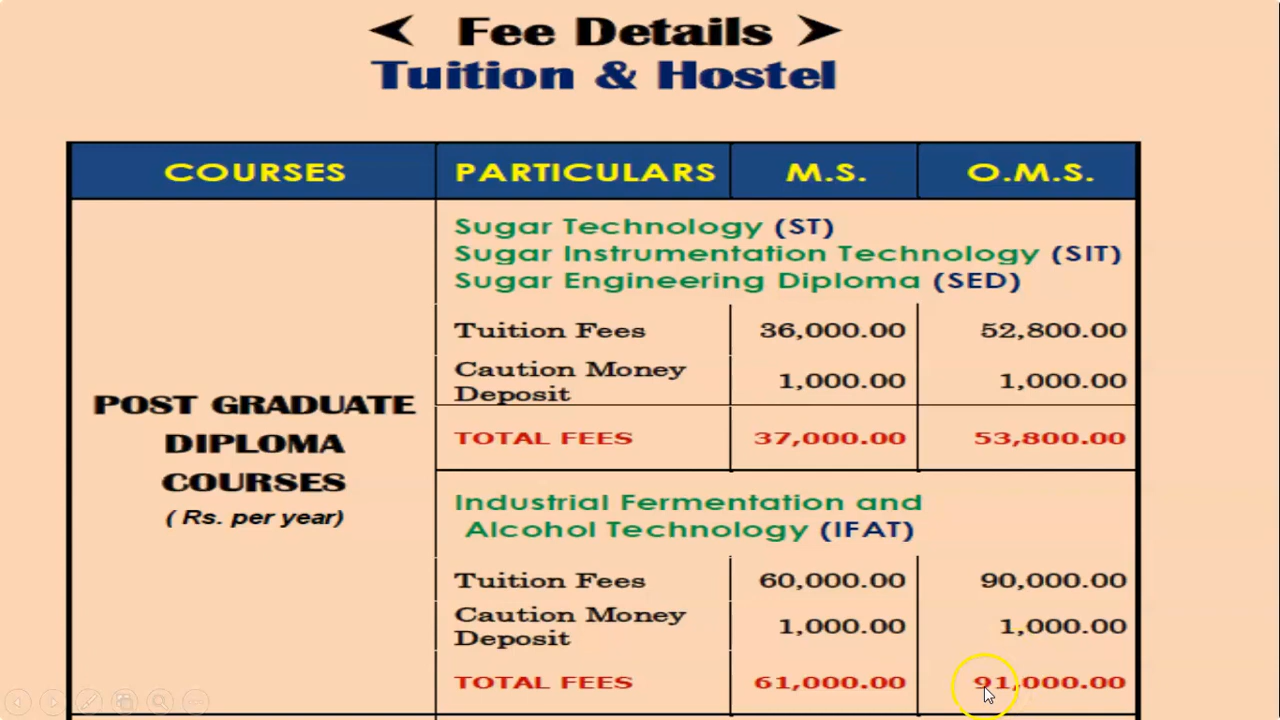 Fee Details
Tuition & Hostel
COURSES PARTICULARS M.S. O.M.S.
Sugar Technology (ST)
Sugar Instrumentation Technology (SIT)
Sugar Engineering Diploma (SED)
Tuition Fees 36,000.00 52,800.00
Caution Money
Deposit 1,000.00 1,000.00
TOTAL FEES 37,000.00 53,800.00
POST GRADUATE
DIPLOMA
COURSES
( Rs. per year)
Industrial Fermentation and
Alcohol Technology (IFAT)
Tuition Fees 60,000.00 90,000.00
Caution Money
Deposit 1,000.00 1,000.00
TOTAL FEES 61,000.00 91,000.00